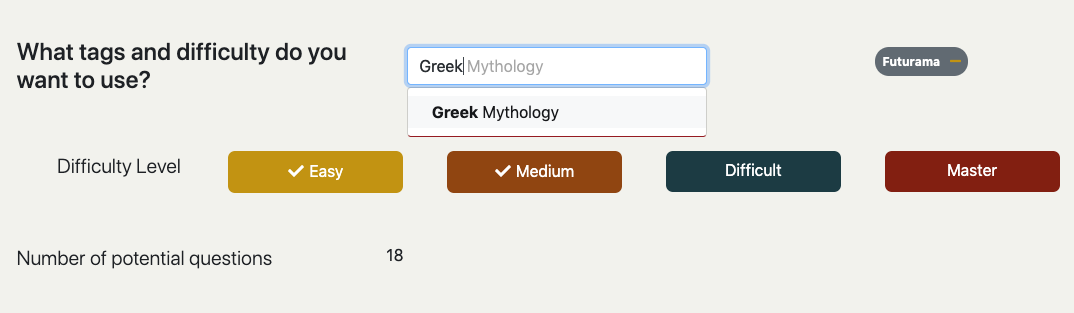 What tags and difficulty do you
want to use?
Greek Mythology
Futurama
Greek Mythology
Difficulty Level
Easy
Medium
Difficult
Master
Number of potential questions
18